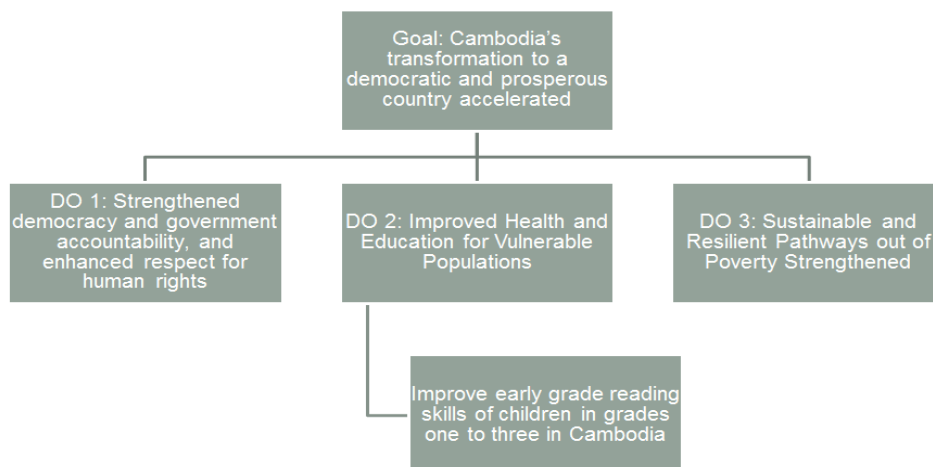 Goal: Cambodia's
transformation to a
democratic and prosperous
country accelerated
DO 1: Strengthened
democracy and government
accountability, and
enhanced respect for
human rights
DO 2: Improved Health and
Education for Vulnerable
Populations
DO 3: Sustainable and
Resilient Pathways out of
Poverty Strengthened
Improve early grade reading
skills of children in grades
one to three in Cambodia